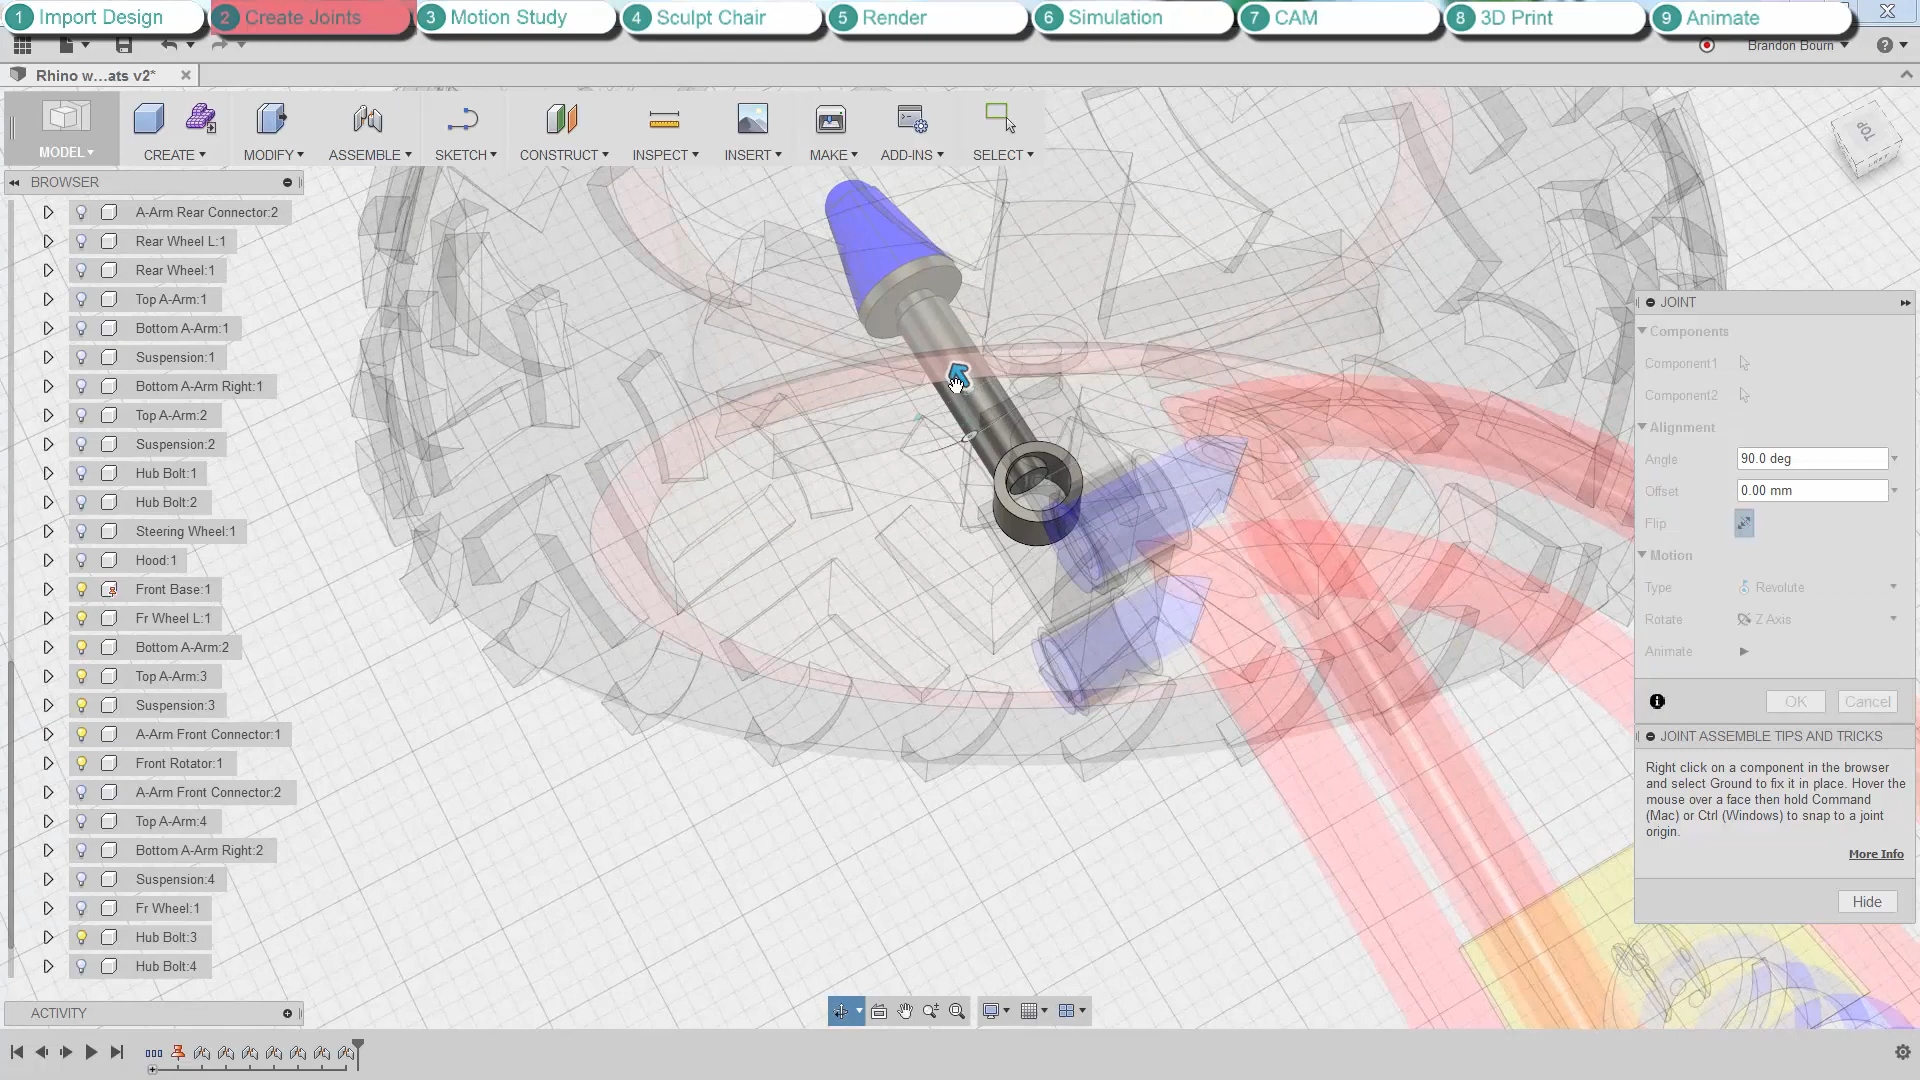 1 Import Design
2 Create Joints
3 Motion Study
4 Sculpt Chair
5 Render
6 Simulation
7 CAM
8 3D Print
9 Animate
Brandon Bourn
Rhino w...ats v2*
MODEL
CREATE
MODIFY
ASSEMBLE
SKETCH
CONSTRUCT
INSPECT
INSERT
MAKE
ADD-INS
SELECT
TOP
BROWSER
A-Arm Rear Connector:2
Rear Wheel L:1
Rear Wheel:1
Top A-Arm:1
Bottom A-Arm:1
Suspension:1
Bottom A-Arm Right:1
Top A-Arm:2
Suspension:2
Hub Bolt:1
Hub Bolt:2
Steering Wheel:1
Hood:1
Front Base:1
Fr Wheel L:1
Bottom A-Arm:2
Top A-Arm:3
Suspension:3
A-Arm Front Connector:1
Front Rotator:1
A-Arm Front Connector:2
Top A-Arm:4
Bottom A-Arm Right:2
Suspension:4
Fr Wheel:1
Hub Bolt:3
Hub Bolt:4
ACTIVITY
JOINT
Components
Component1
Component2
Alignment
Angle 90.0 deg
Offset 0.00 mm
Flip
Motion
Type Revolute
Rotate Z Axis
Animate
OK Cancel
JOINT ASSEMBLE TIPS AND TRICKS
Right click on a component in the browser
and select Ground to fix it in place. Hover the
mouse over a face then hold Command
(Mac) or Ctrl (Windows) to snap to a joint
origin.
More Info
Hide